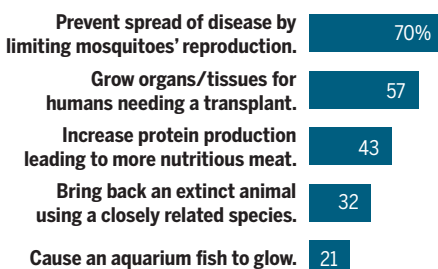 Prevent spread of disease by
limiting mosquitoes’ reproduction.
70%
Grow organs/tissues for
humans needing a transplant.
57
Increase protein production
leading to more nutritious meat.
43
Bring back an extinct animal
using a closely related species.
32
Cause an aquarium fish to glow.
21